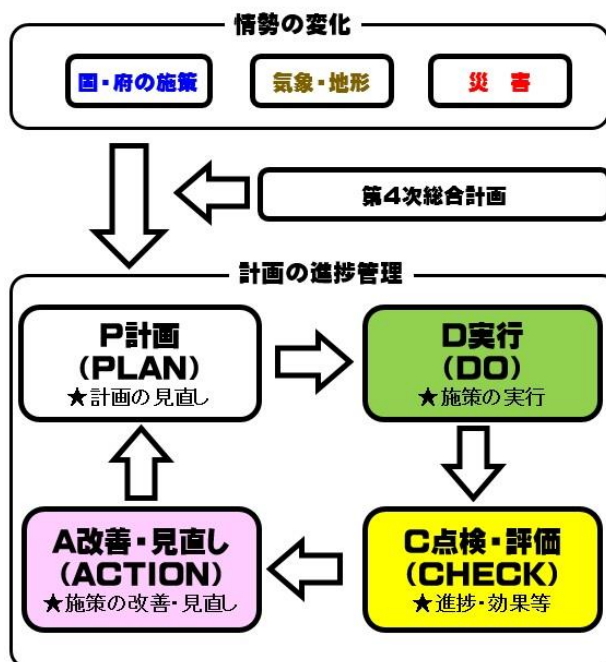 情勢の変化
国・府の施策
気象・地形
災 害
第4次総合計画
計画の進捗管理
P計画
(PLAN)
★計画の見直し
D実行
(DO)
★施策の実行
A改善・見直し
(ACTION)
★施策の改善・見直し
C点検・評価
(CHECK)
★進捗・効果等